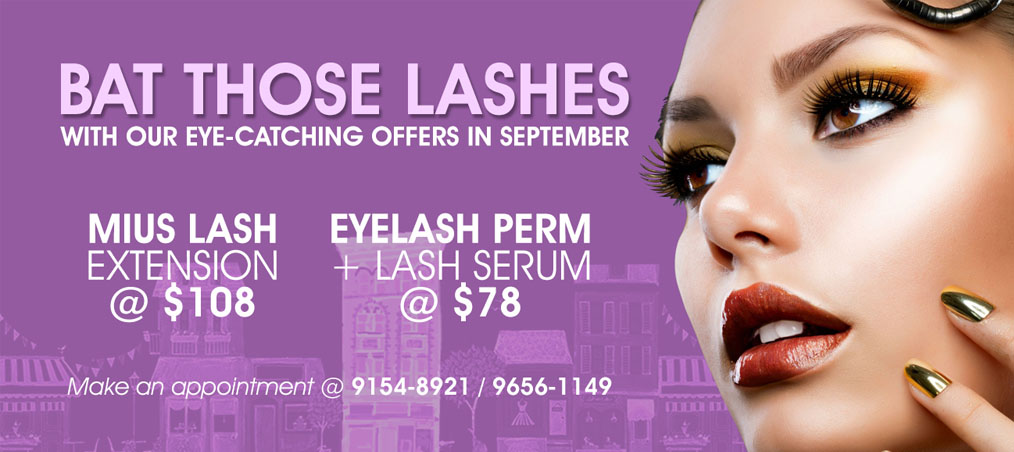 BAT THOSE LASHES
WITH OUR EYE-CATCHING OFFERS IN SEPTEMBER
MIUS LASH
EXTENSION
@ $108
EYELASH PERM
+ LASH SERUM
@ $78
Make an appointment @ 9154-8921 / 9656-1149